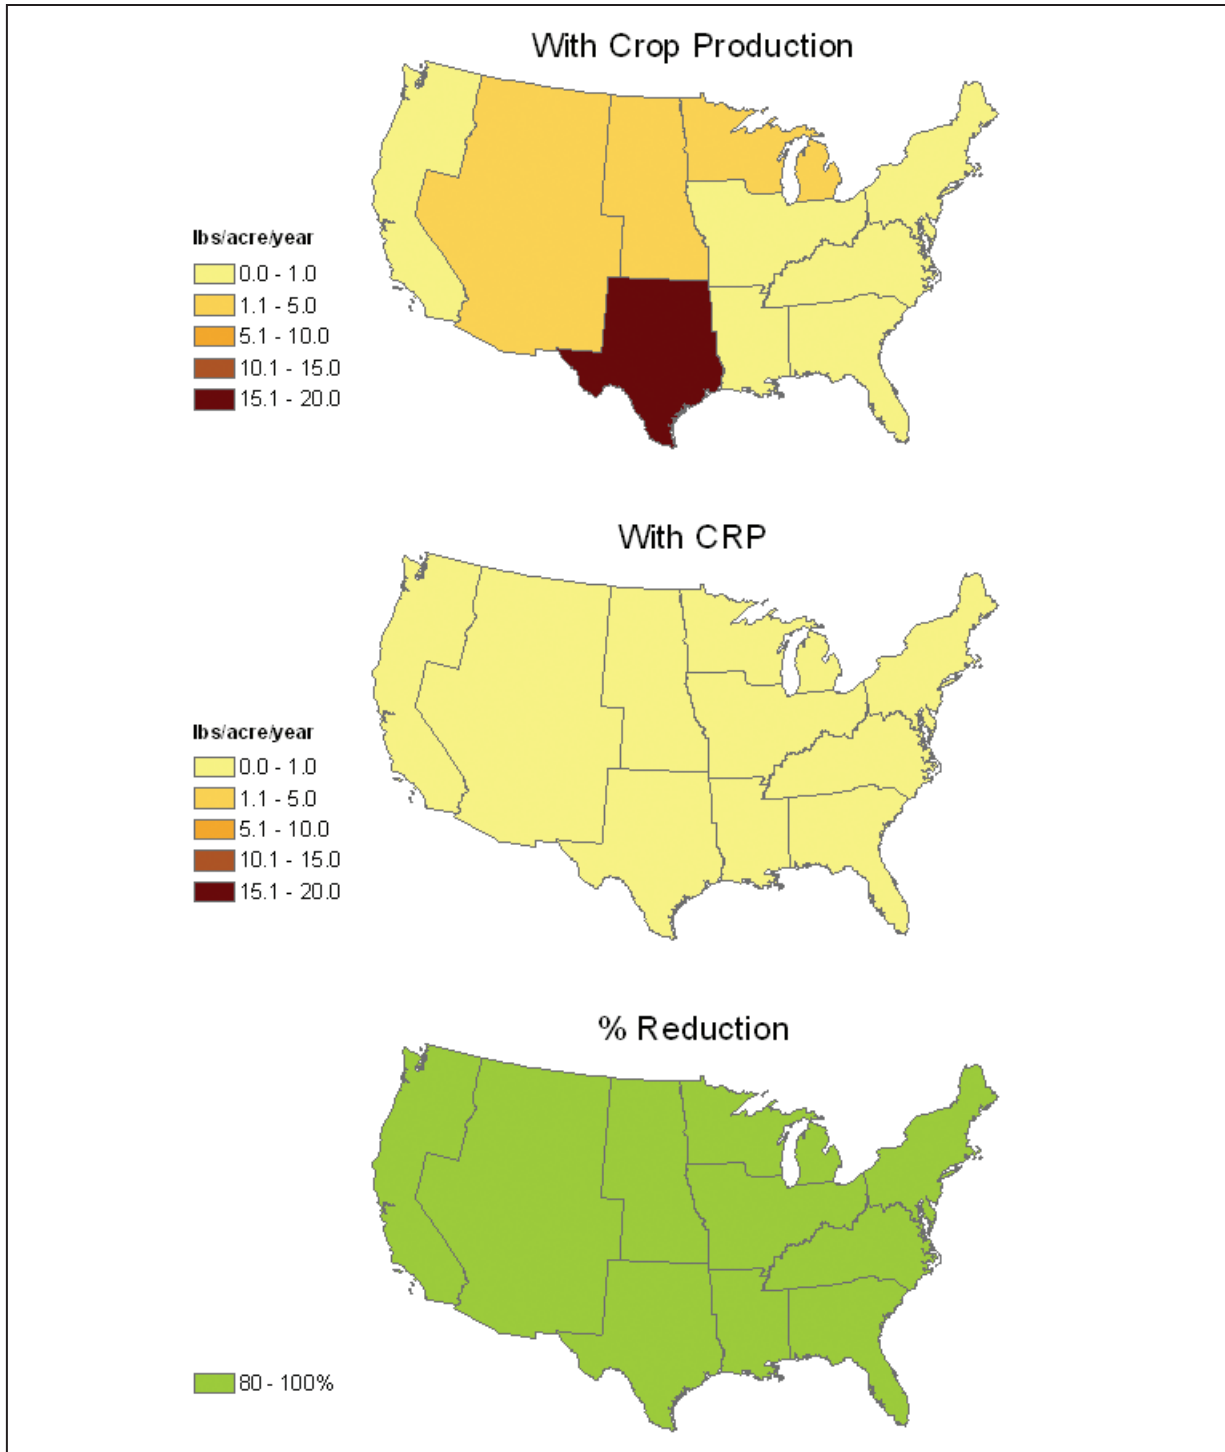 With Crop Production
lbs/acre/year
0.0 - 1.0
1.1 - 5.0
5.1 - 10.0
10.1 - 15.0
15.1 - 20.0
With CRP
lbs/acre/year
0.0 - 1.0
1.1 - 5.0
5.1 - 10.0
10.1 - 15.0
15.1 - 20.0
% Reduction
80 - 100%